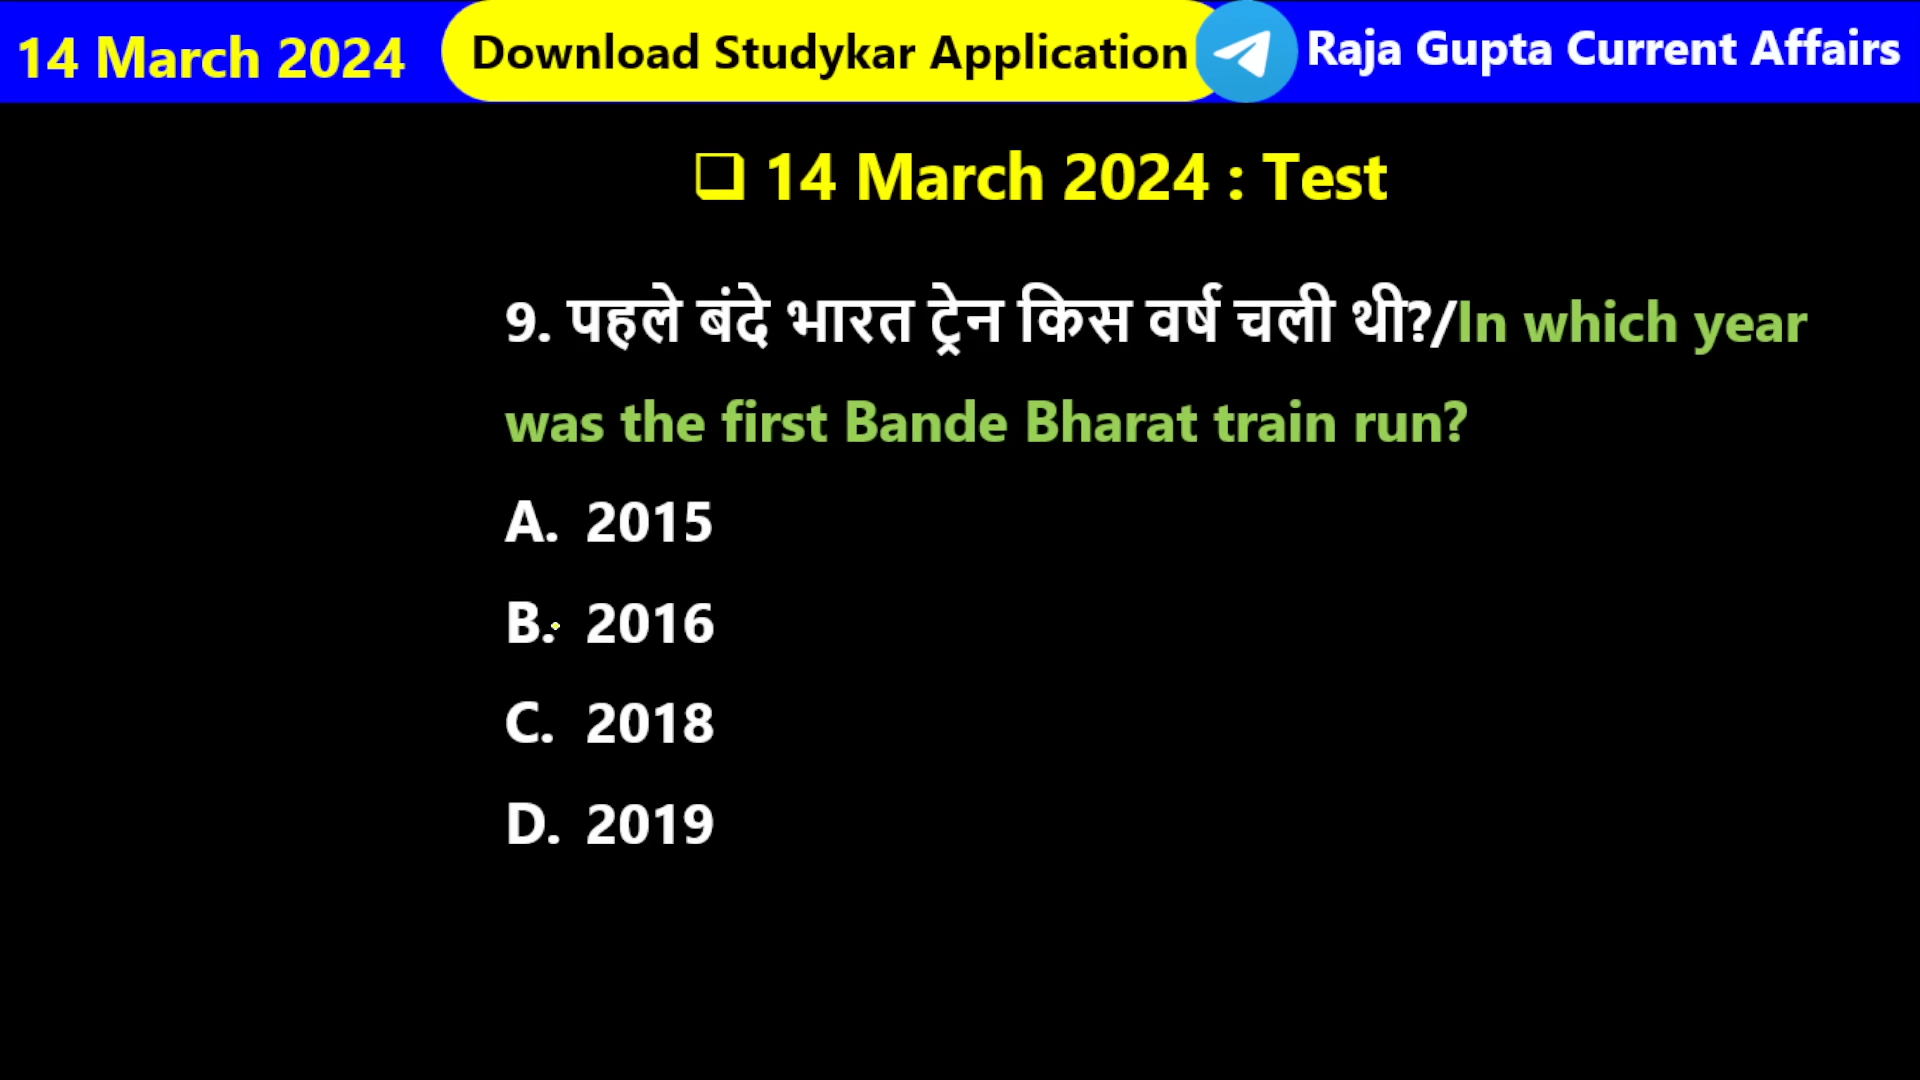 14 March 2024 Download Studykar Application Raja Gupta Current Affairs
❑ 14 March 2024 : Test
9. पहले बंदे भारत ट्रेन किस वर्ष चली थी?/In which year
was the first Bande Bharat train run?
A. 2015
B. 2016
C. 2018
D. 2019